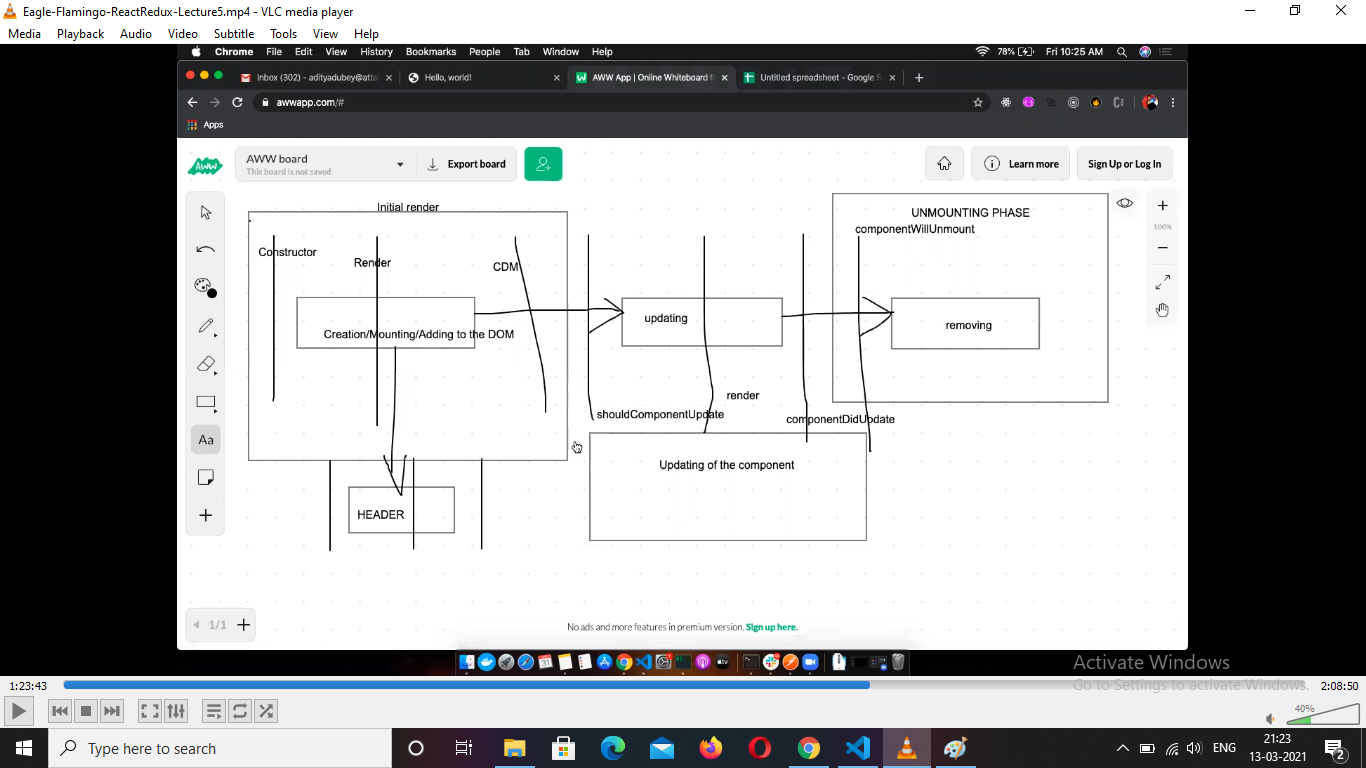 Eagle-Flamingo-ReactRedux-Lecture5.mp4 - VLC media player
Media Playback Audio Video Subtitle Tools View Help
Chrome File Edit View History Bookmarks People Tab Window Help
78% Fri 10:25 AM
Inbox (302) - adityadubey@atta
Hello, world!
AWW App | Online Whiteboard f
Untitled spreadsheet - Google S
awwapp.com/#
Apps
AWW
AWW board
This board is not saved
Export board
Learn more
Sign Up or Log In
Initial render
UNMOUNTING PHASE
componentWillUnmount
100%
Constructor
Render
CDM
updating
removing
Creation/Mounting/Adding to the DOM
render
shouldComponentUpdate
componentDidUpdate
Aa
Updating of the component
HEADER
1/1
No ads and more features in premium version. Sign up here.
Activate Windows
Go to Settings to activate Windows.
1:23:43
2:08:50
40%
Type here to search
ENG
21:23
13-03-2021
2